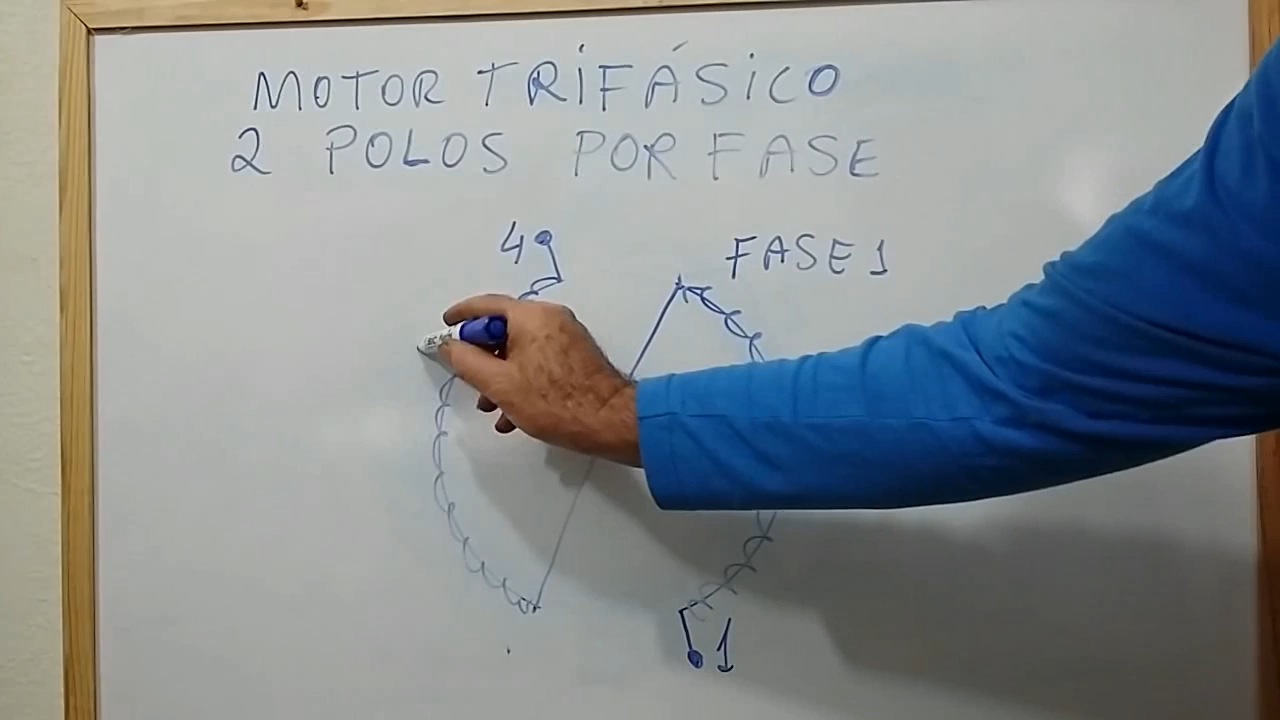 MOTOR TRIFÁSICO
2 POLOS POR FASE
4
FASE 1
1